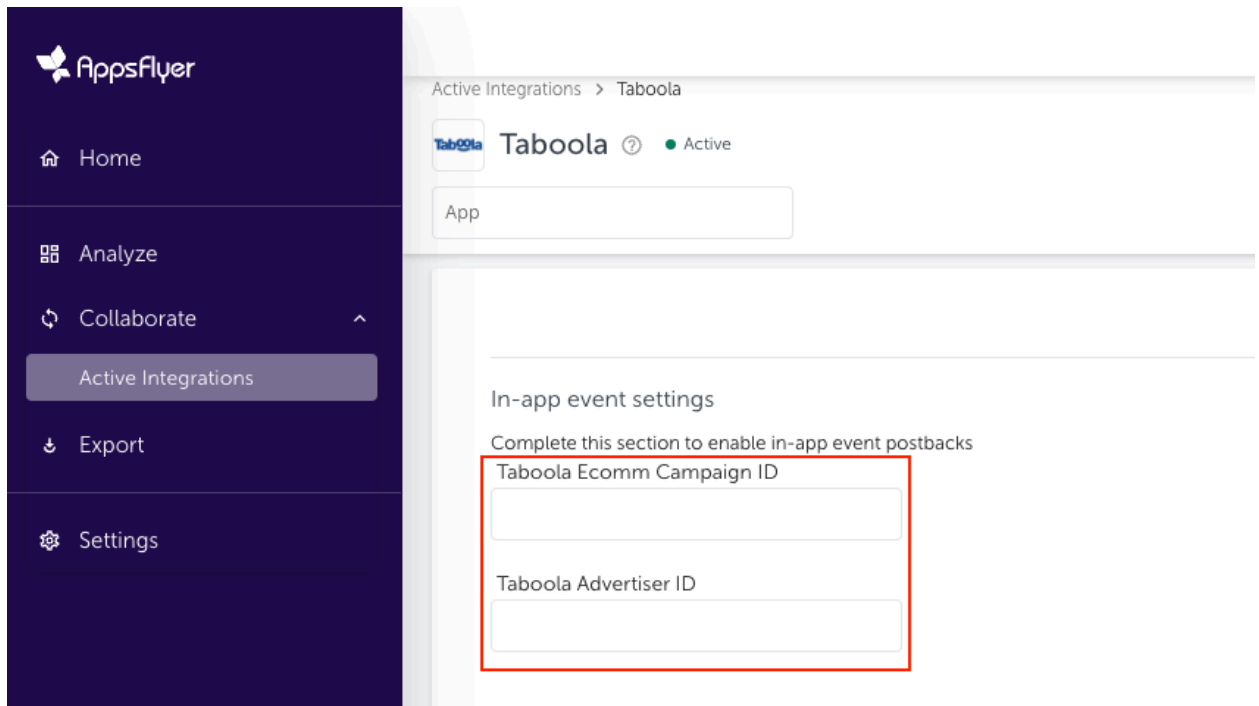 AppsFlyer
Home
Analyze
Collaborate
Active Integrations
Export
Settings
Active Integrations > Taboola
Taboola Taboola ? Active
App
In-app event settings
Complete this section to enable in-app event postbacks
Taboola Ecomm Campaign ID
Taboola Advertiser ID